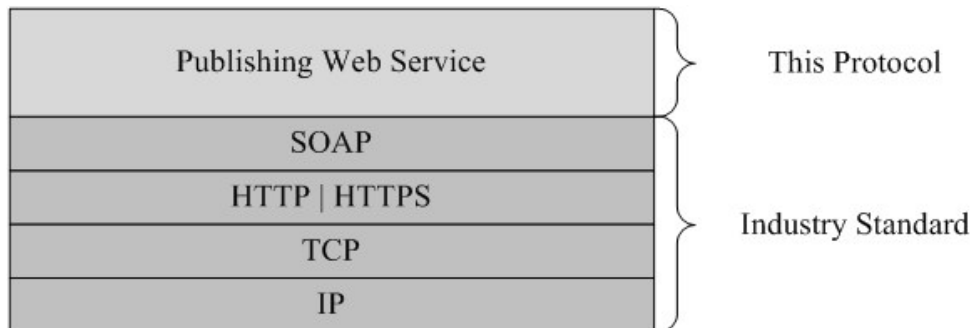 Publishing Web Service
This Protocol
SOAP
HTTP | HTTPS
Industry Standard
TCP
IP